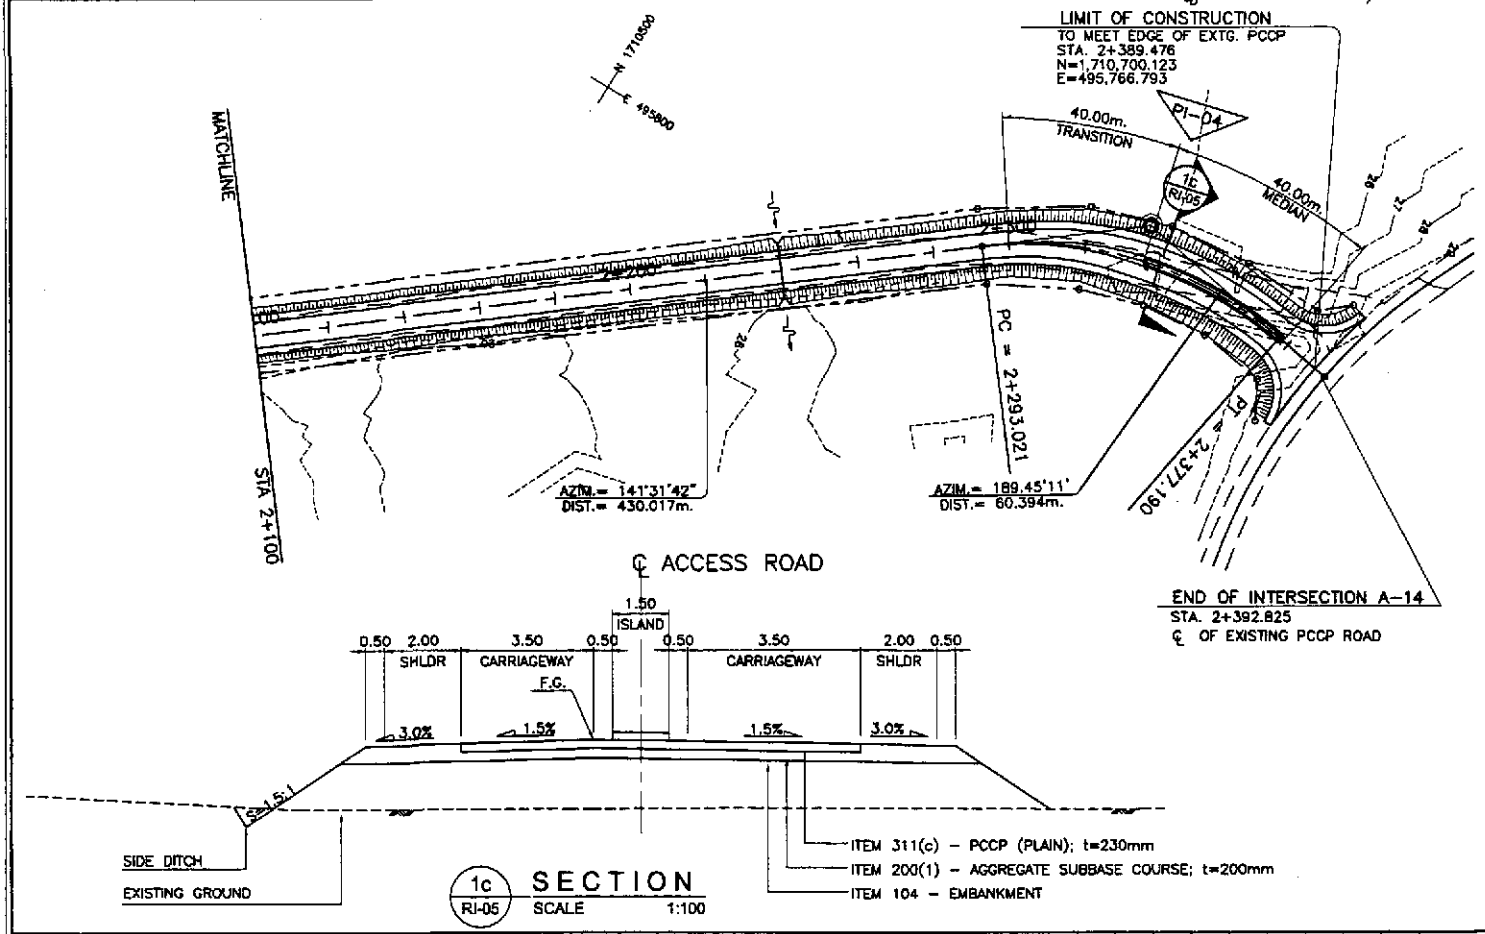 LIMIT OF CONSTRUCTION
TO MEET EDGE OF EXTG. PCCP
STA. 2+389.476
N=1,710,700.123
E=495,766.793
N 1710500
E 495800
MATCHLINE
STA 2+100
PI-04
40.00m.
TRANSITION
40.00m.
MEDIAN
1c
RI-05
26
27
28
29
2+200
2+300
28
PC = 2+293.021
PT = 2+377.190
AZIM.= 141°31'42"
DIST.= 430.017m.
AZIM.= 189.45'11'
DIST.= 60.394m.
END OF INTERSECTION A-14
STA. 2+392.825
℄ OF EXISTING PCCP ROAD
℄ ACCESS ROAD
1.50
ISLAND
0.50 2.00 3.50 0.50 0.50 3.50 2.00 0.50
SHLDR CARRIAGEWAY CARRIAGEWAY SHLDR
F.G.
3.0% 1.5% 1.5% 3.0%
S=1.5:1
SIDE DITCH
EXISTING GROUND
ITEM 311(c) - PCCP (PLAIN); t=230mm
ITEM 200(1) - AGGREGATE SUBBASE COURSE; t=200mm
ITEM 104 - EMBANKMENT
1c
RI-05
SECTION
SCALE 1:100